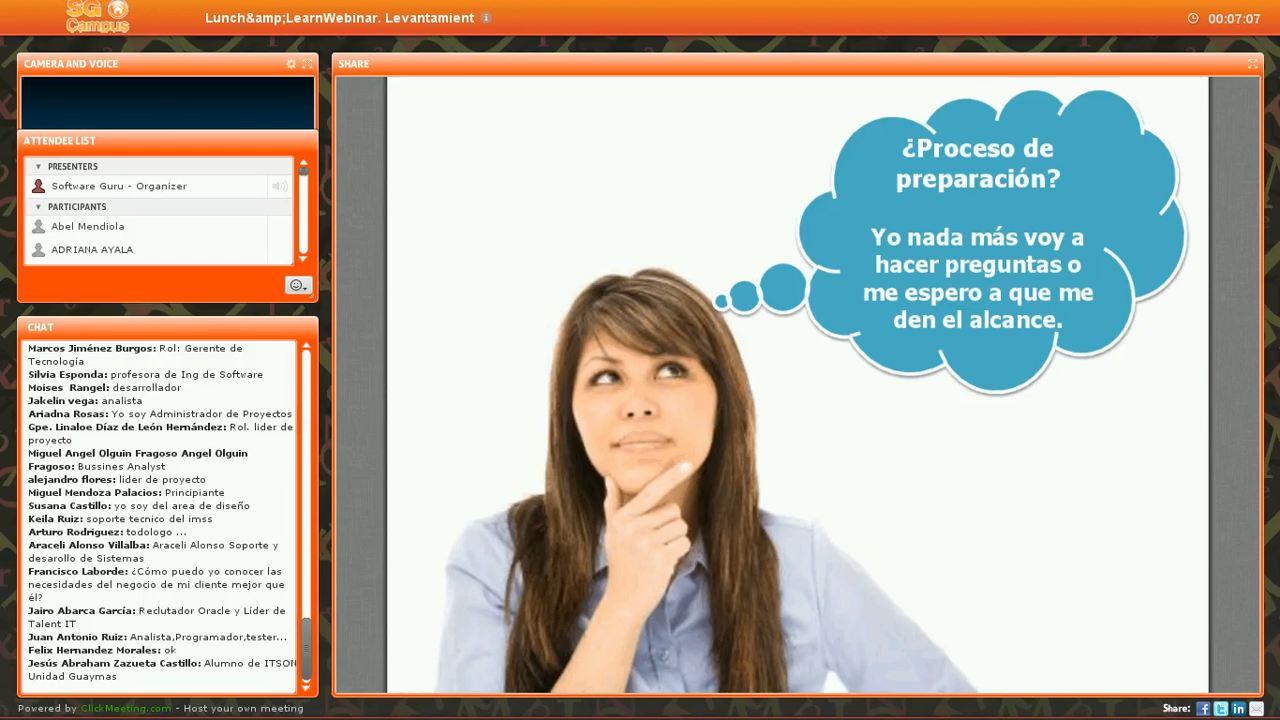 SG
Campus
Lunch&amp;LearnWebinar. Levantamient
00:07:07
CAMERA AND VOICE
ATTENDEE LIST
PRESENTERS
Software Guru - Organizer
PARTICIPANTS
Abel Mendiola
ADRIANA AYALA
CHAT
Marcos Jiménez Burgos: Rol: Gerente de
Tecnología
Silvia Esponda: profesora de Ing de Software
Moises Rangel: desarrollador
Jakelin vega: analista
Ariadna Rosas: Yo soy Administrador de Proyectos
Gpe. Linaloe Díaz de León Hernández: Rol. lider de
proyecto
Miguel Angel Olguin Fragoso Angel Olguin
Fragoso: Bussines Analyst
alejandro flores: lider de proyecto
Miguel Mendoza Palacios: Principiante
Susana Castillo: yo soy del area de diseño
Keila Ruiz: soporte tecnico del imss
Arturo Rodriguez: todologo ...
Araceli Alonso Villalba: Araceli Alonso Soporte y
desarollo de Sistemas
Francisco Laborde: ¿Cómo puedo yo conocer las
necesidades del negocio de mi cliente mejor que
él?
Jairo Abarca García: Reclutador Oracle y Líder de
Talent IT
Juan Antonio Ruiz: Analista,Programador,tester...
Felix Hernandez Morales: ok
Jesús Abraham Zazueta Castillo: Alumno de ITSON
Unidad Guaymas
SHARE
¿Proceso de
preparación?
Yo nada más voy a
hacer preguntas o
me espero a que me
den el alcance.
Powered by ClickMeeting.com - Host your own meeting
Share: